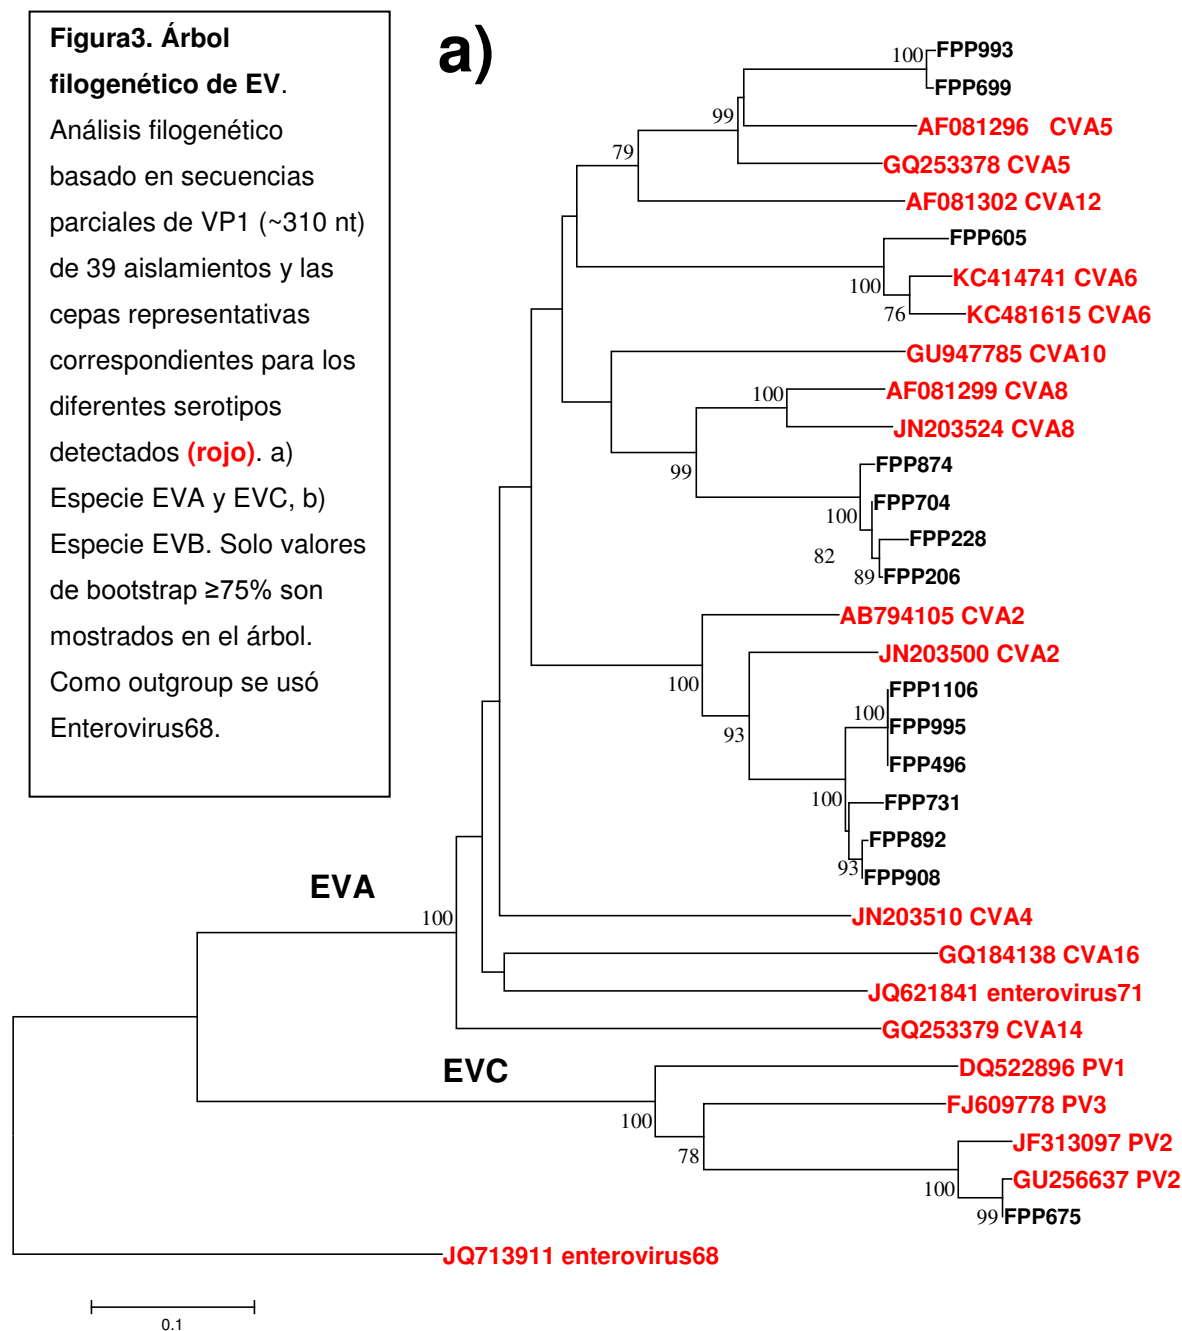 Figura3. Árbol
filogenético de EV.
Análisis filogenético
basado en secuencias
parciales de VP1 (~310 nt)
de 39 aislamientos y las
cepas representativas
correspondientes para los
diferentes serotipos
detectados (rojo). a)
Especie EVA y EVC, b)
Especie EVB. Solo valores
de bootstrap ≥75% son
mostrados en el árbol.
Como outgroup se usó
Enterovirus68.
a)
100
FPP993
FPP699
99
AF081296 CVA5
79
GQ253378 CVA5
AF081302 CVA12
FPP605
100
KC414741 CVA6
76
KC481615 CVA6
GU947785 CVA10
100
AF081299 CVA8
JN203524 CVA8
99
FPP874
100
FPP704
82
FPP228
89
FPP206
AB794105 CVA2
100
JN203500 CVA2
93
FPP1106
100
FPP995
FPP496
100
FPP731
FPP892
93
FPP908
EVA
100
JN203510 CVA4
GQ184138 CVA16
JQ621841 enterovirus71
GQ253379 CVA14
EVC
DQ522896 PV1
100
FJ609778 PV3
78
JF313097 PV2
100
GU256637 PV2
99
FPP675
JQ713911 enterovirus68
0.1